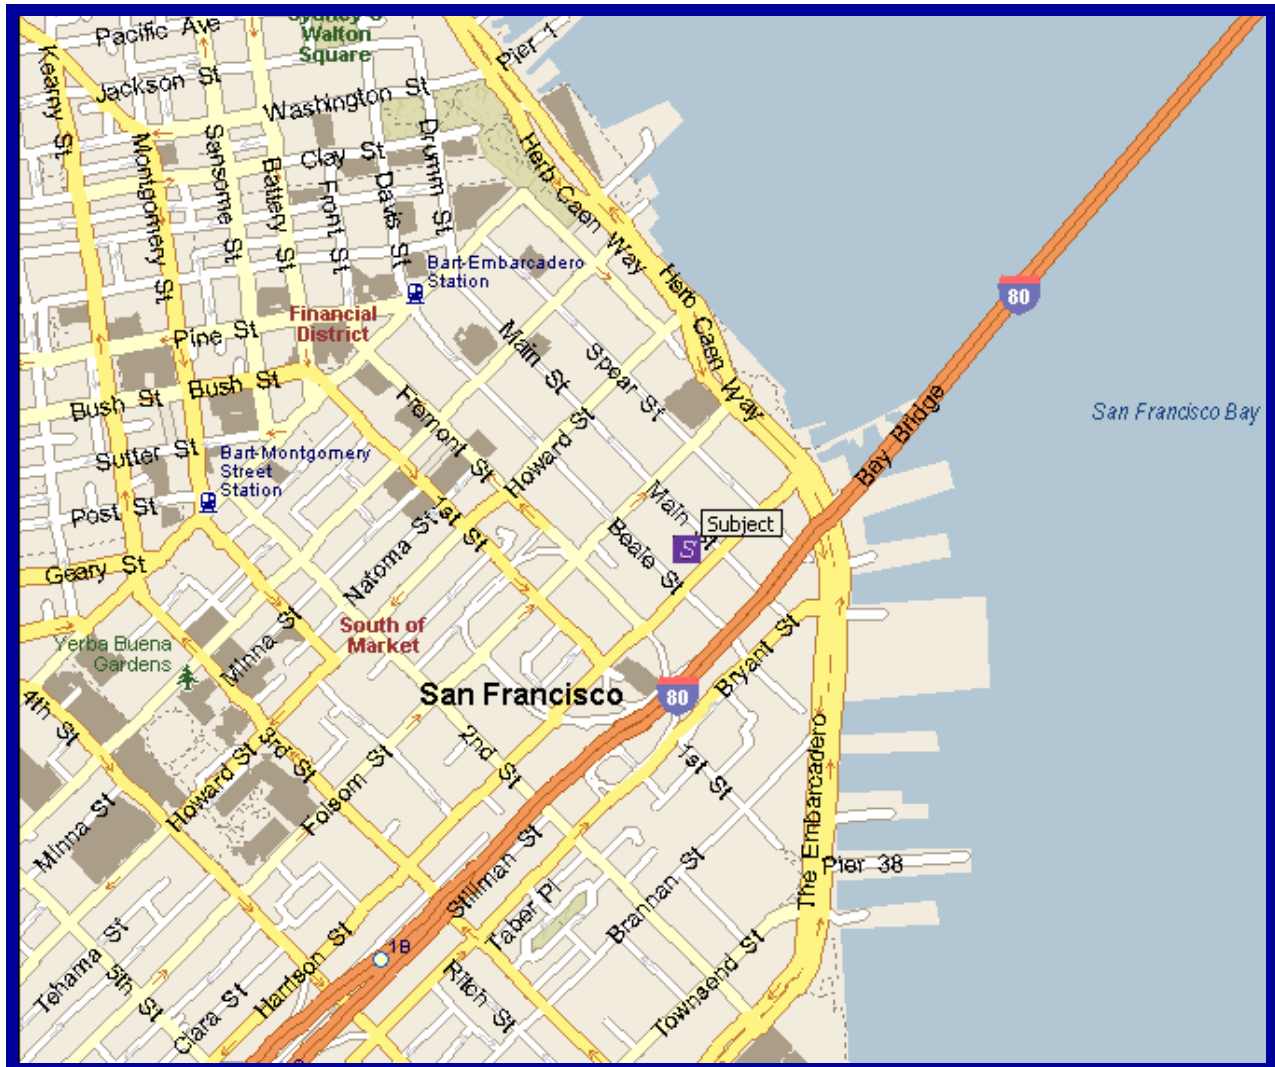 Sydney G
Walton
Square
Pacific Ave
Pier 1
Kearny St
Jackson St
Washington St
Montgomery St
Sansome St
Battery St
Clay St
Front St
Davis St
Drumm St
Herb Caen Way
Herb Caen Way
Bart-Embarcadero
Station
80
Financial
District
Pine St
Main St
Spear St
Bush St
Bush St
Fremont St
Howard St
Bay Bridge
San Francisco Bay
Sutter St
Bart-Montgomery
Street
Station
Post St
1st St
Main St
Subject
S
Beale St
Natoma St
Geary St
South of
Market
Yerba Buena
Gardens
Minna St
San Francisco
80
Bryant St
4th St
3rd St
2nd St
1st St
Howard St
Folsom St
The Embarcadero
Minna St
Stillman St
Pier 38
Taber Pl
Brannan St
1B
Harrison St
Tehama St
5th St
Clara St
Ritch St
Townsend St